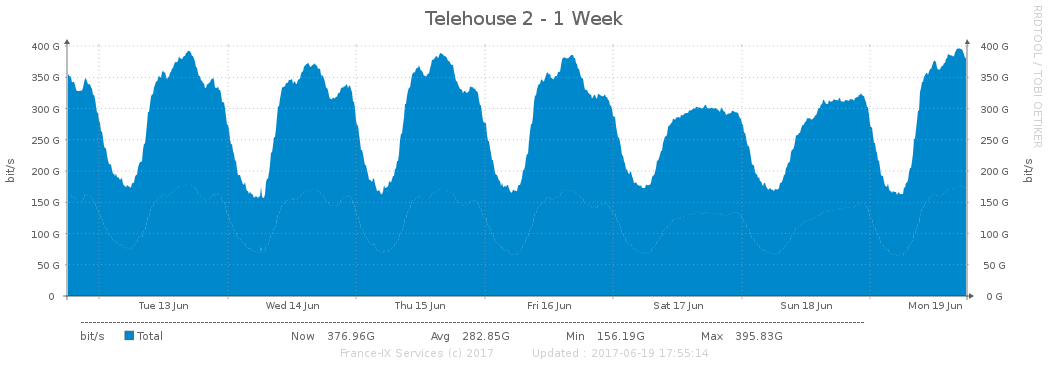 Telehouse 2 - 1 Week
RRDTOOL / TOBI OETIKER
bit/s
400 G 400 G
350 G 350 G
300 G 300 G
250 G 250 G
200 G 200 G
150 G 150 G
100 G 100 G
50 G 50 G
0 0 G
bit/s
Tue 13 Jun Wed 14 Jun Thu 15 Jun Fri 16 Jun Sat 17 Jun Sun 18 Jun Mon 19 Jun
bit/s Total Now 376.96G Avg 282.85G Min 156.19G Max 395.83G
France-IX Services (c) 2017 Updated : 2017-06-19 17:55:14